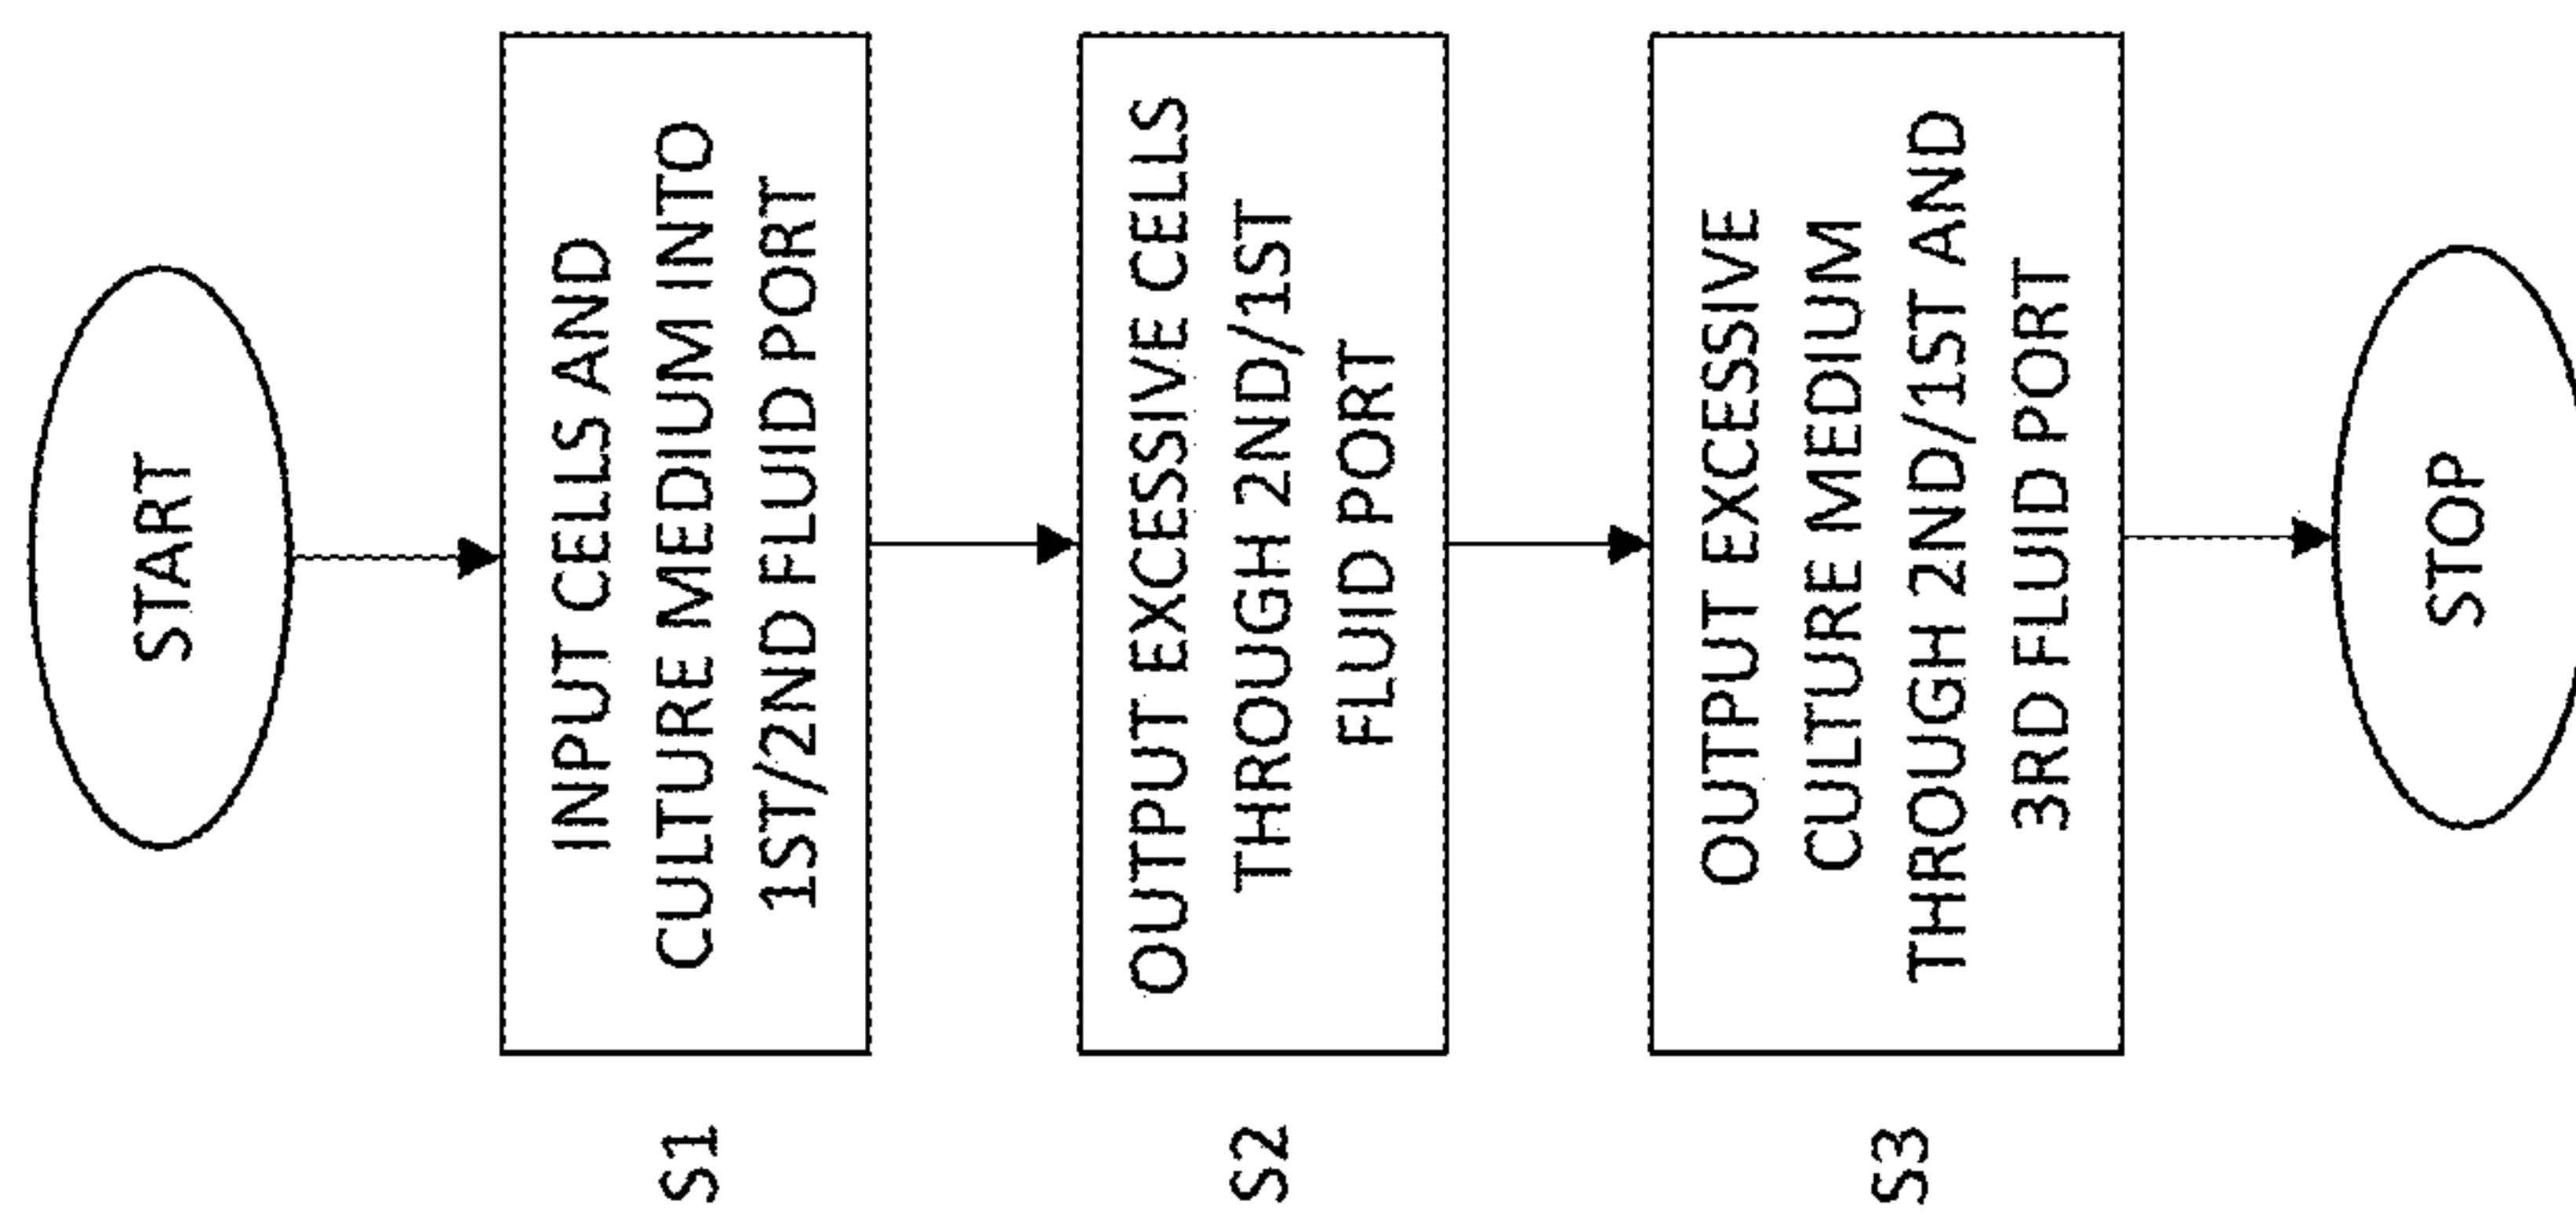 START
S1
INPUT CELLS AND
CULTURE MEDIUM INTO
1ST/2ND FLUID PORT
S2
OUTPUT EXCESSIVE CELLS
THROUGH 2ND/1ST
FLUID PORT
S3
OUTPUT EXCESSIVE
CULTURE MEDIUM
THROUGH 2ND/1ST AND
3RD FLUID PORT
STOP